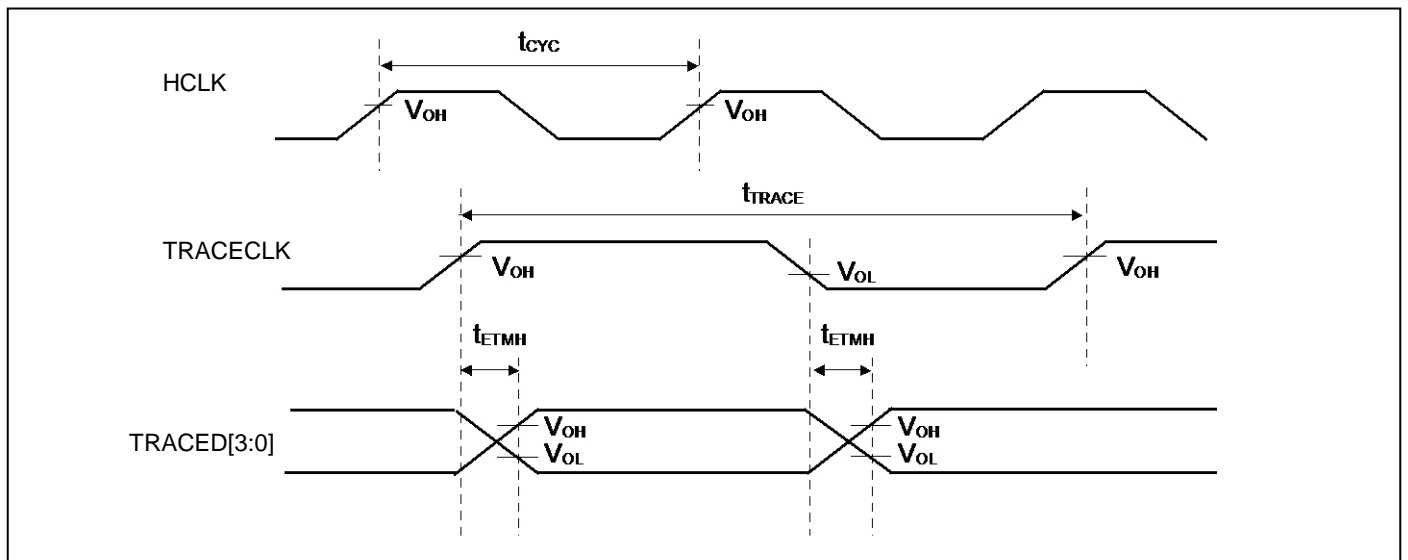 tCYC
HCLK
VOH VOH
tTRACE
TRACECLK
VOH VOL VOH
tETMH tETMH
TRACED[3:0]
VOH VOH
VOL VOL